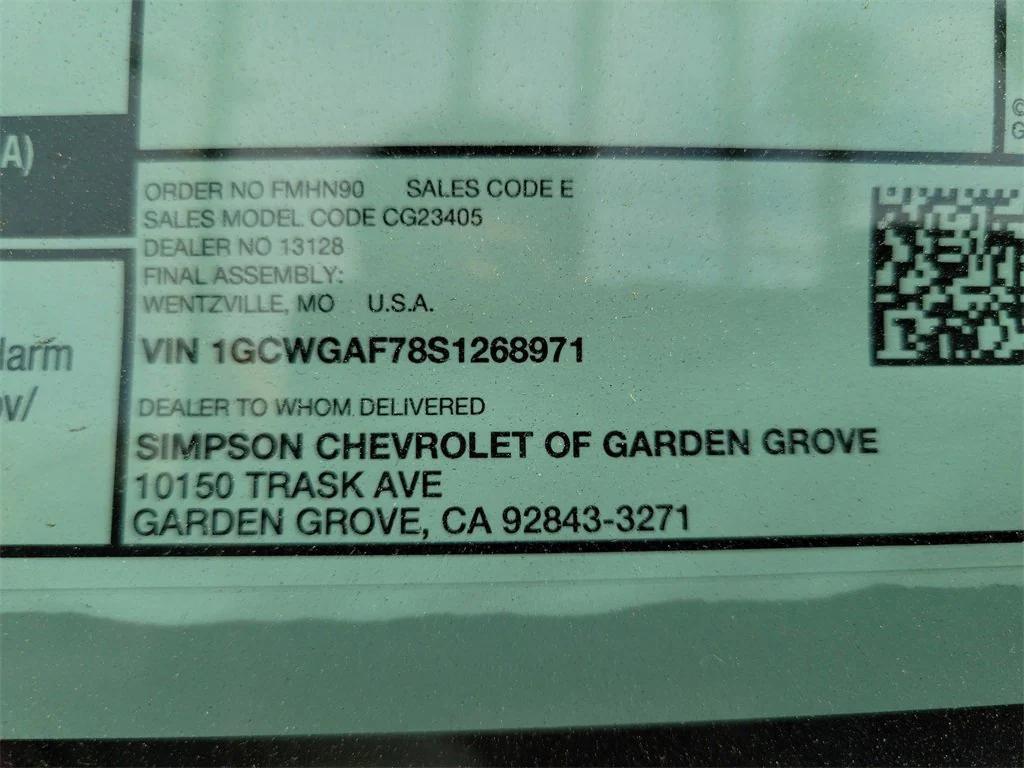 A)
ORDER NO FMHN90 SALES CODE E
SALES MODEL CODE CG23405
DEALER NO 13128
FINAL ASSEMBLY:
WENTZVILLE, MO U.S.A.
VIN 1GCWGAF78S1268971
larm
ov/
DEALER TO WHOM DELIVERED
SIMPSON CHEVROLET OF GARDEN GROVE
10150 TRASK AVE
GARDEN GROVE, CA 92843-3271
©
G